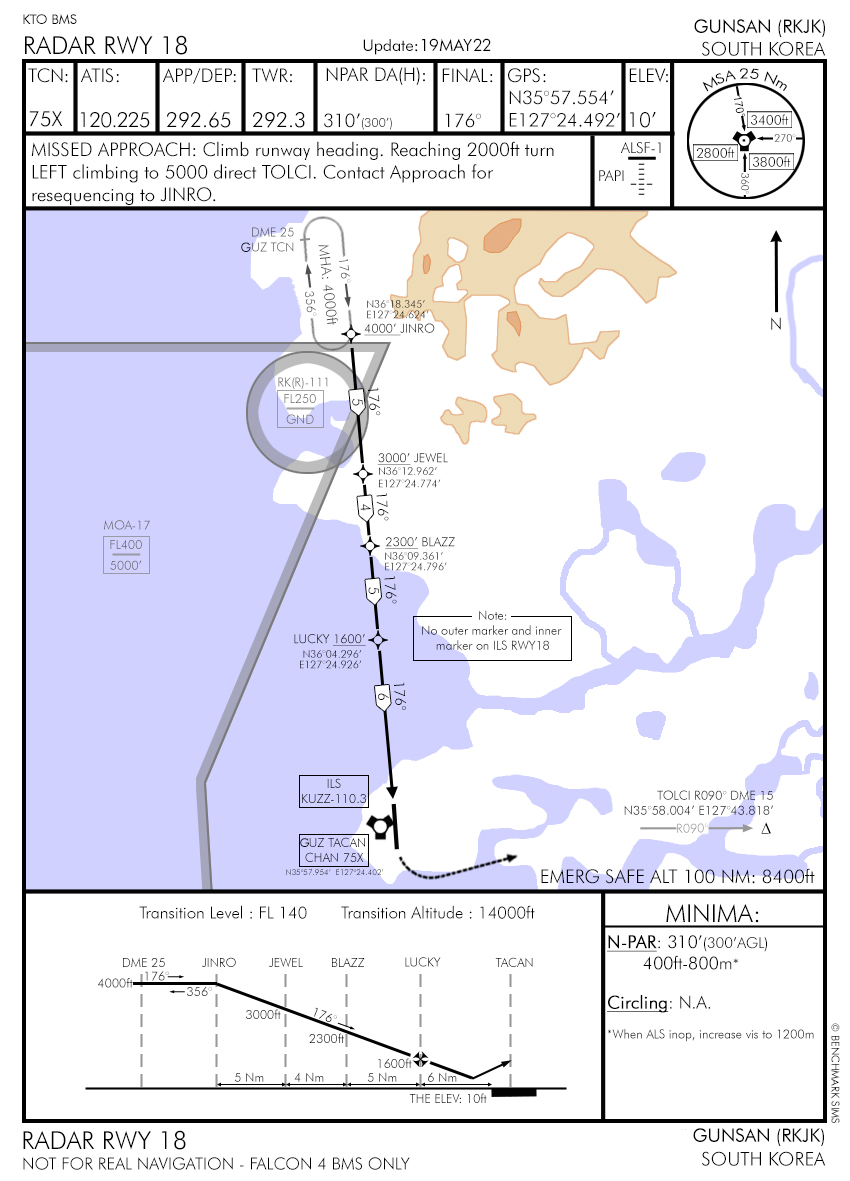 KTO BMS
RADAR RWY 18
Update:19MAY22
GUNSAN (RKJK)
SOUTH KOREA
TCN:
75X
ATIS:
120.225
APP/DEP:
292.65
TWR:
292.3
NPAR DA(H):
310'(300')
FINAL:
176°
GPS:
N35°57.554'
E127°24.492'
ELEV:
10'
MSA 25 Nm
170°
3400ft
270°
2800ft
3800ft
360°
MISSED APPROACH: Climb runway heading. Reaching 2000ft turn
LEFT climbing to 5000 direct TOLCI. Contact Approach for
resequencing to JINRO.
ALSF-1
PAPI
DME 25
GUZ TCN
176°
MHA: 4000ft
356°
N36°18.345'
E127°24.624'
4000' JINRO
N
RK(R)-111
FL250
GND
5
176°
3000' JEWEL
N36°12.962'
E127°24.774'
4
176°
MOA-17
FL400
5000'
2300' BLAZZ
N36°09.361'
E127°24.796'
5
176°
Note:
No outer marker and inner
marker on ILS RWY18
LUCKY 1600'
N36°04.296'
E127°24.926'
6
176°
ILS
KUZZ-110.3
GUZ TACAN
CHAN 75X
N35°57.954' E127°24.402'
TOLCI R090° DME 15
N35°58.004' E127°43.818'
R090°
Δ
EMERG SAFE ALT 100 NM: 8400ft
Transition Level : FL 140
Transition Altitude : 14000ft
DME 25
JINRO
JEWEL
BLAZZ
LUCKY
TACAN
4000ft
176°
356°
3000ft
176°
2300ft
1600ft
5 Nm
4 Nm
5 Nm
6 Nm
THE ELEV: 10ft
MINIMA:
N-PAR: 310'(300'AGL)
400ft-800m*
Circling: N.A.
*When ALS inop, increase vis to 1200m
© BENCHMARK SIMS
RADAR RWY 18
NOT FOR REAL NAVIGATION - FALCON 4 BMS ONLY
GUNSAN (RKJK)
SOUTH KOREA